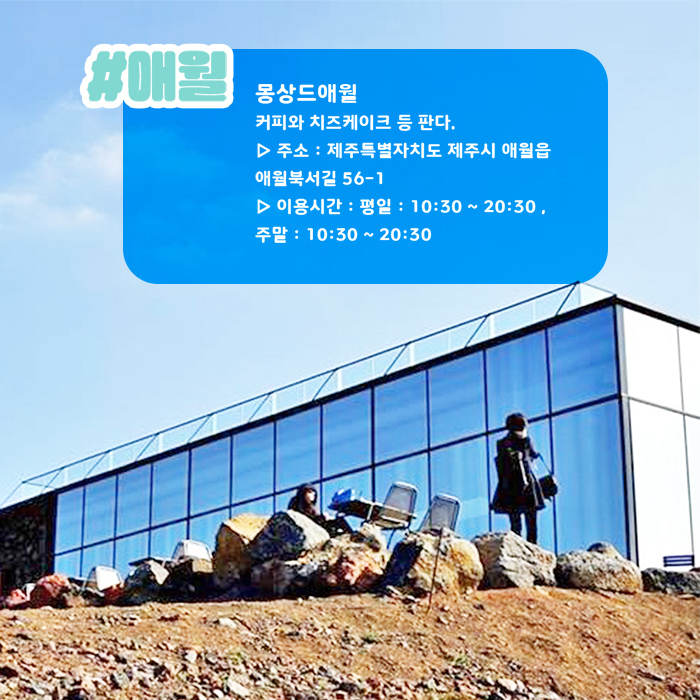 #애월
몽상드애월
커피와 치즈케이크 등 판다.
▷ 주소 : 제주특별자치도 제주시 애월읍
애월북서길 56-1
▷ 이용시간 : 평일 : 10:30 ~ 20:30 ,
주말 : 10:30 ~ 20:30